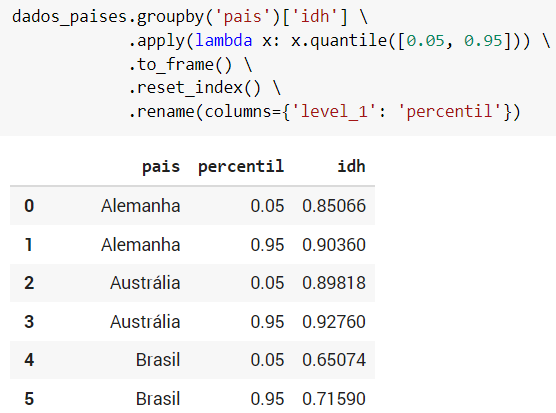 dados_paises.groupby('pais')['idh'] \
.apply(lambda x: x.quantile([0.05, 0.95])) \
.to_frame() \
.reset_index() \
.rename(columns={'level_1': 'percentil'})
pais percentil idh
0 Alemanha 0.05 0.85066
1 Alemanha 0.95 0.90360
2 Austrália 0.05 0.89818
3 Austrália 0.95 0.92760
4 Brasil 0.05 0.65074
5 Brasil 0.95 0.71590